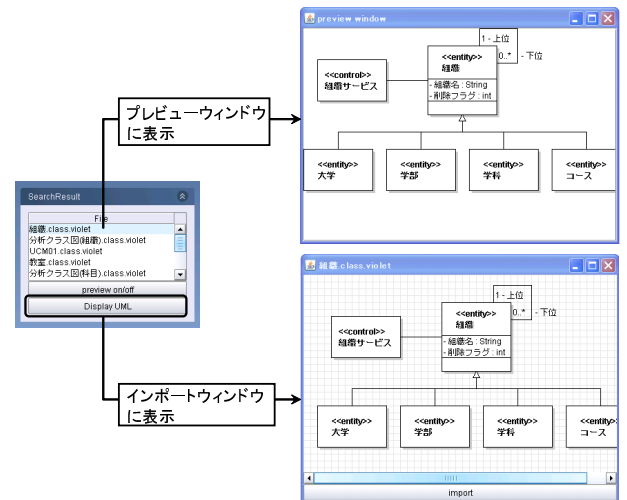 preview window
1 - 上位
0..*
- 下位
<<entity>>
組織
- 組織名 : String
- 削除フラグ : int
<<control>>
組織サービス
<<entity>>
大学
<<entity>>
学部
<<entity>>
学科
<<entity>>
コース
プレビューウィンドウ
に表示
SearchResult
File
組織.class.violet
分析クラス図(組織).class.violet
UCM01.class.violet
教室.class.violet
分析クラス図(科目).class.violet
preview on/off
Display UML
インポートウィンドウ
に表示
組織.class.violet
1 - 上位
0..*
- 下位
<<entity>>
組織
- 組織名 : String
- 削除フラグ : int
<<control>>
組織サービス
<<entity>>
大学
<<entity>>
学部
<<entity>>
学科
<<entity>
コース
import